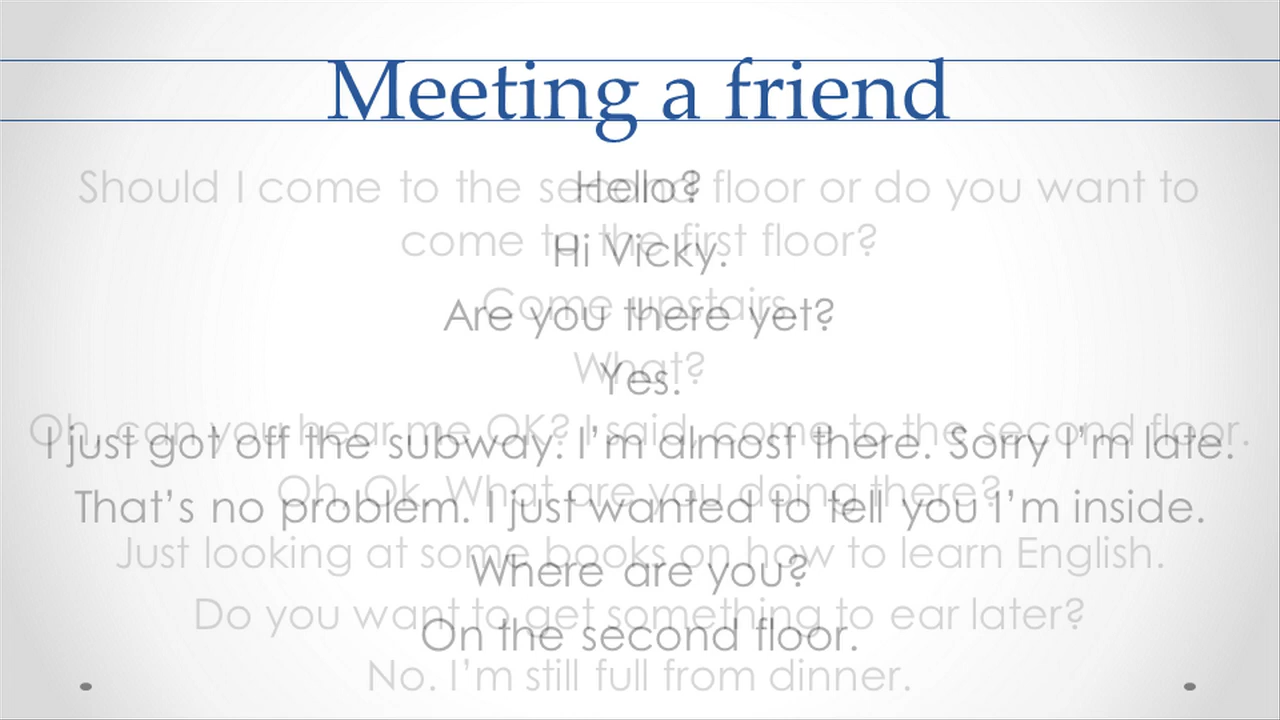 Meeting a friend
Hello?
Hi Vicky.
Are you there yet?
Yes.
I just got off the subway. I'm almost there. Sorry I'm late.
That's no problem. I just wanted to tell you I'm inside.
Where are you?
On the second floor.
Should I come to the second floor or do you want to
come to the first floor?
Come upstairs.
What?
Oh, can you hear me OK? I said, come to the second floor.
Oh, Ok. What are you doing there?
Just looking at some books on how to learn English.
Do you want to get something to ear later?
No. I'm still full from dinner.